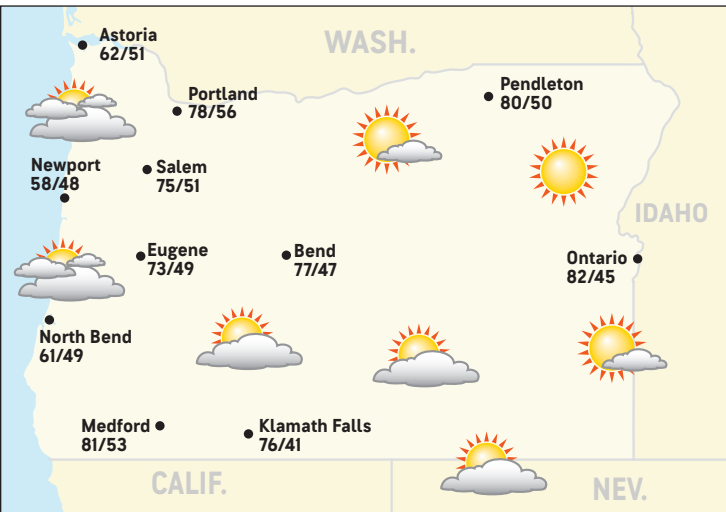 Astoria
62/51
WASH.
Portland
78/56
Pendleton
80/50
Newport
58/48
Salem
75/51
IDAHO
Eugene
73/49
Bend
77/47
Ontario
82/45
North Bend
61/49
Medford
81/53
Klamath Falls
76/41
CALIF.
NEV.